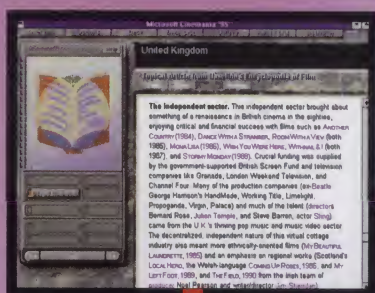 Microsoft Cinemania '95
United Kingdom
Topical Article from Baseline's Encyclopedia of Film
The independent sector. This independent sector brought about
something of a renaissance in British cinema in the eighties,
enjoying critical and financial success with films such as ANOTHER
COUNTRY (1984), DANCE WITH A STRANGER, ROOM WITH A VIEW (both
1985), MONA LISA (1986), WISH YOU WERE HERE, WITHNAIL & I (both
1987), and STORMY MONDAY (1988). Crucial funding was supplied
by the government-supported British Screen Fund and television
companies like Granada, London Weekend Television, and
Channel Four. Many of the production companies (ex-Beatle
George Harrison's HandMade, Working Title, Limelight,
Propaganda, Virgin, Palace) and much of the talent (directors
Bernard Rose, Julien Temple, and Steve Barron, actor Sting)
came from the U.K.'s thriving pop music and music video sector.
The decentralized, independent nature of this virtual cottage
industry also meant more ethnically-oriented films (MY BEAUTIFUL
LAUNDRETTE, 1985) and an emphasis on regional works (Scotland's
LOCAL HERO, the Welsh-language COMING UP ROSES, 1986, and MY
LEFT FOOT, 1989, and THE FIELD, 1990) from the Irish team of
producer Noel Pearson and writer/director Jim Sheridan)